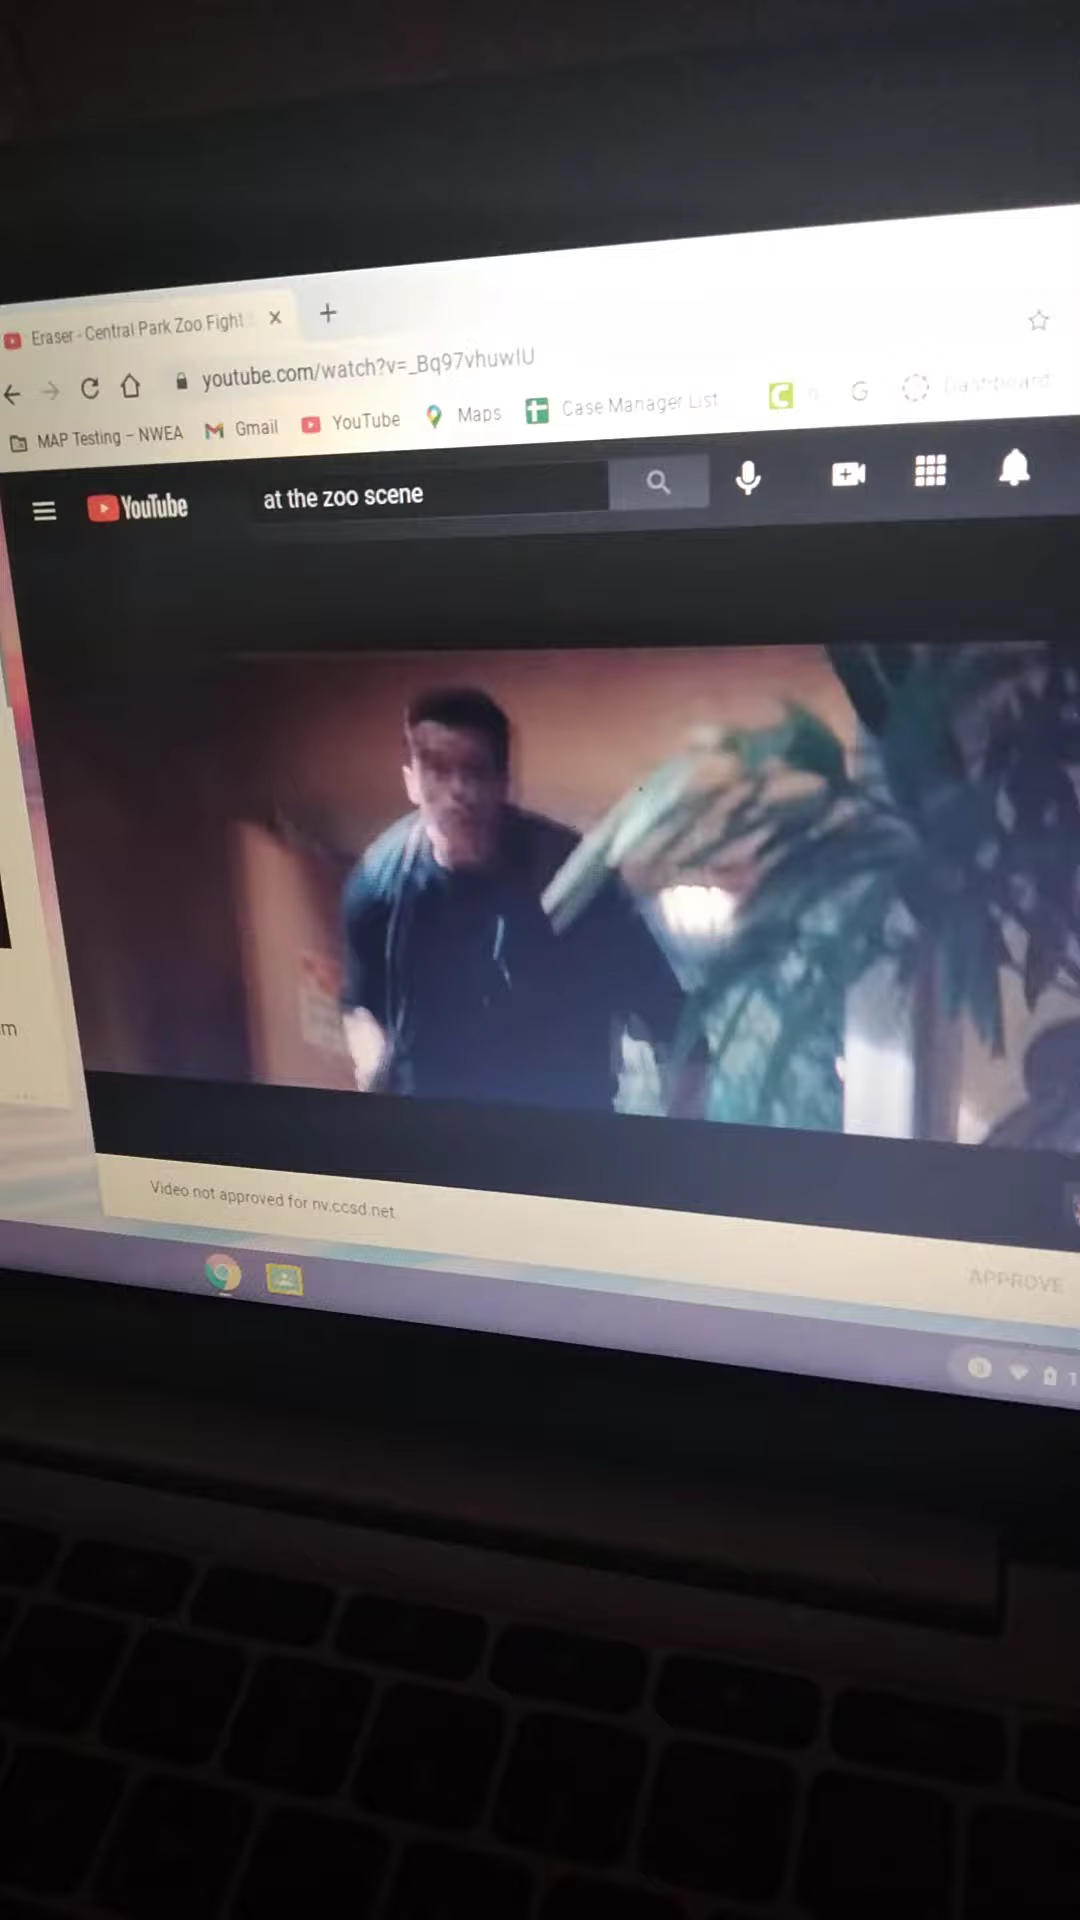 Eraser - Central Park Zoo Fight
youtube.com/watch?v=_Bq97vhuwIU
MAP Testing – NWEA Gmail YouTube Maps Case Manager List Dashboard
YouTube
at the zoo scene
m
Video not approved for nv.ccsd.net
APPROVE